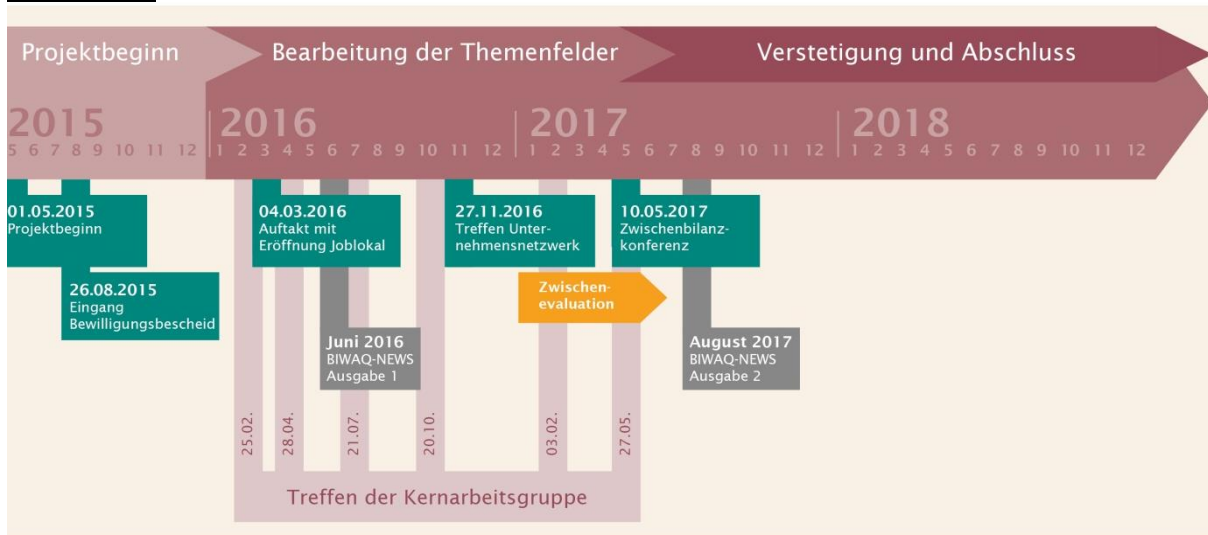 Projektbeginn
Bearbeitung der Themenfelder
Verstetigung und Abschluss
2015
2016
2017
2018
5 6 7 8 9 10 11 12
1 2 3 4 5 6 7 8 9 10 11 12
1 2 3 4 5 6 7 8 9 10 11 12
1 2 3 4 5 6 7 8 9 10 11 12
01.05.2015
Projektbeginn
26.08.2015
Eingang
Bewilligungsbescheid
04.03.2016
Auftakt mit
Eröffnung Joblokal
27.11.2016
Treffen Unter-
nehmensnetzwerk
10.05.2017
Zwischenbilanz-
konferenz
Zwischen-
evaluation
Juni 2016
BIWAQ-NEWS
Ausgabe 1
August 2017
BIWAQ-NEWS
Ausgabe 2
25.02.
28.04.
21.07.
20.10.
03.02.
27.05.
Treffen der Kernarbeitsgruppe